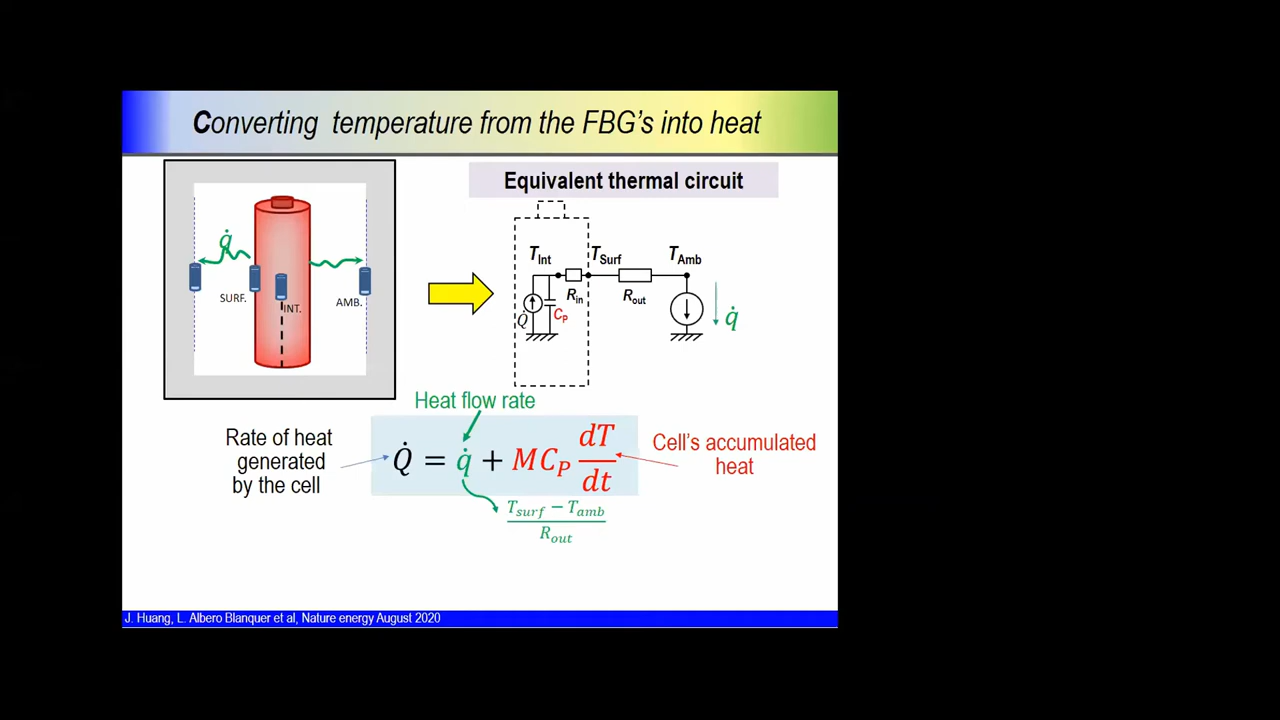 Converting temperature from the FBG's into heat
Equivalent thermal circuit
q̇
SURF.
INT.
AMB.
T_Int
T_Surf
T_Amb
R_in
R_out
Q̇
C_P
q̇
Heat flow rate
Rate of heat
generated
by the cell
Q̇ = q̇ + MC_P dT/dt
Cell's accumulated
heat
T_surf − T_amb
R_out
J. Huang, L. Albero Blanquer et al, Nature energy August 2020